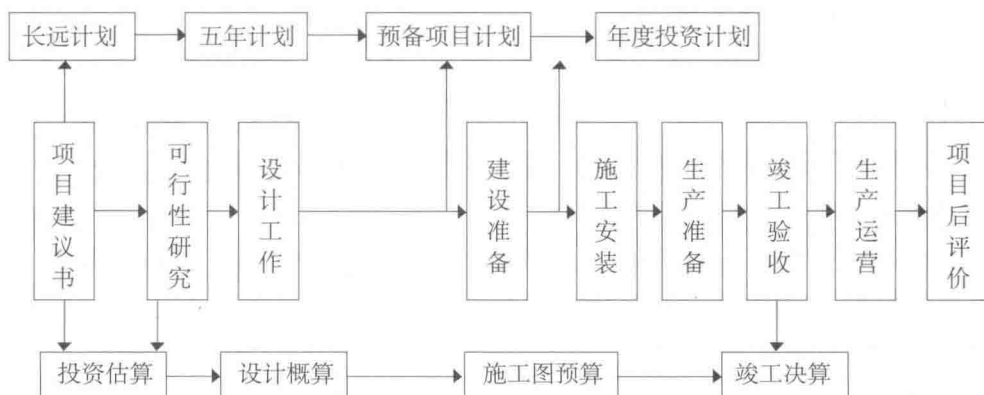 长远计划
五年计划
预备项目计划
年度投资计划
项目建议书
可行性研究
设计工作
建设准备
施工安装
生产准备
竣工验收
生产运营
项目后评价
投资估算
设计概算
施工图预算
竣工决算